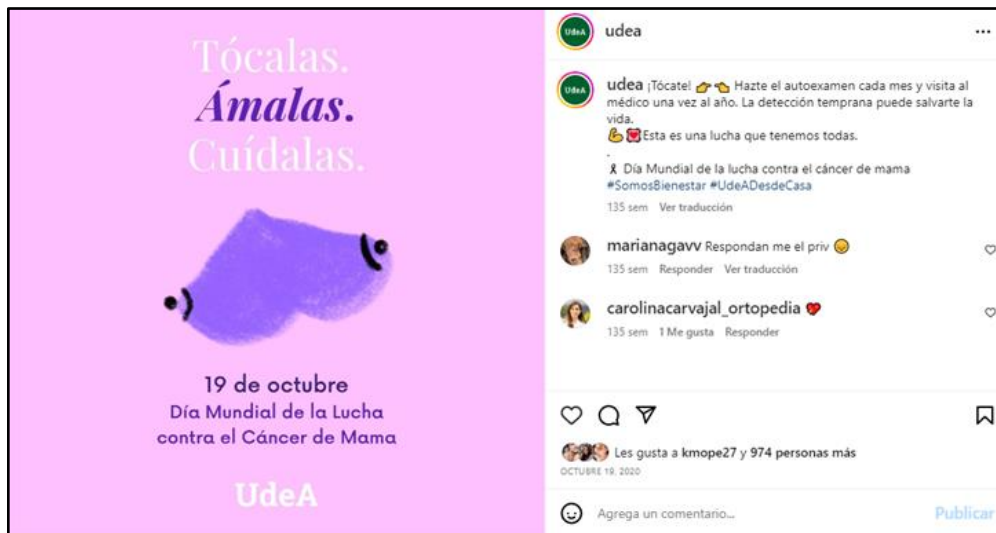 Tócalas.
Ámalas.
Cuídalas.
19 de octubre
Día Mundial de la Lucha
contra el Cáncer de Mama
UdeA
UdeA
udea
UdeA
udea ¡Tócate! 👉👈 Hazte el autoexamen cada mes y visita al
médico una vez al año. La detección temprana puede salvarte la
vida.
💪💟Esta es una lucha que tenemos todas.
.
🎗 Día Mundial de la lucha contra el cáncer de mama
#SomosBienestar #UdeADesdeCasa
135 sem Ver traducción
marianagavv Respondan me el priv 😞
135 sem Responder Ver traducción
carolinacarvajal_ortopedia 💖
135 sem 1 Me gusta Responder
Les gusta a kmope27 y 974 personas más
OCTUBRE 19, 2020
Agrega un comentario...
Publicar